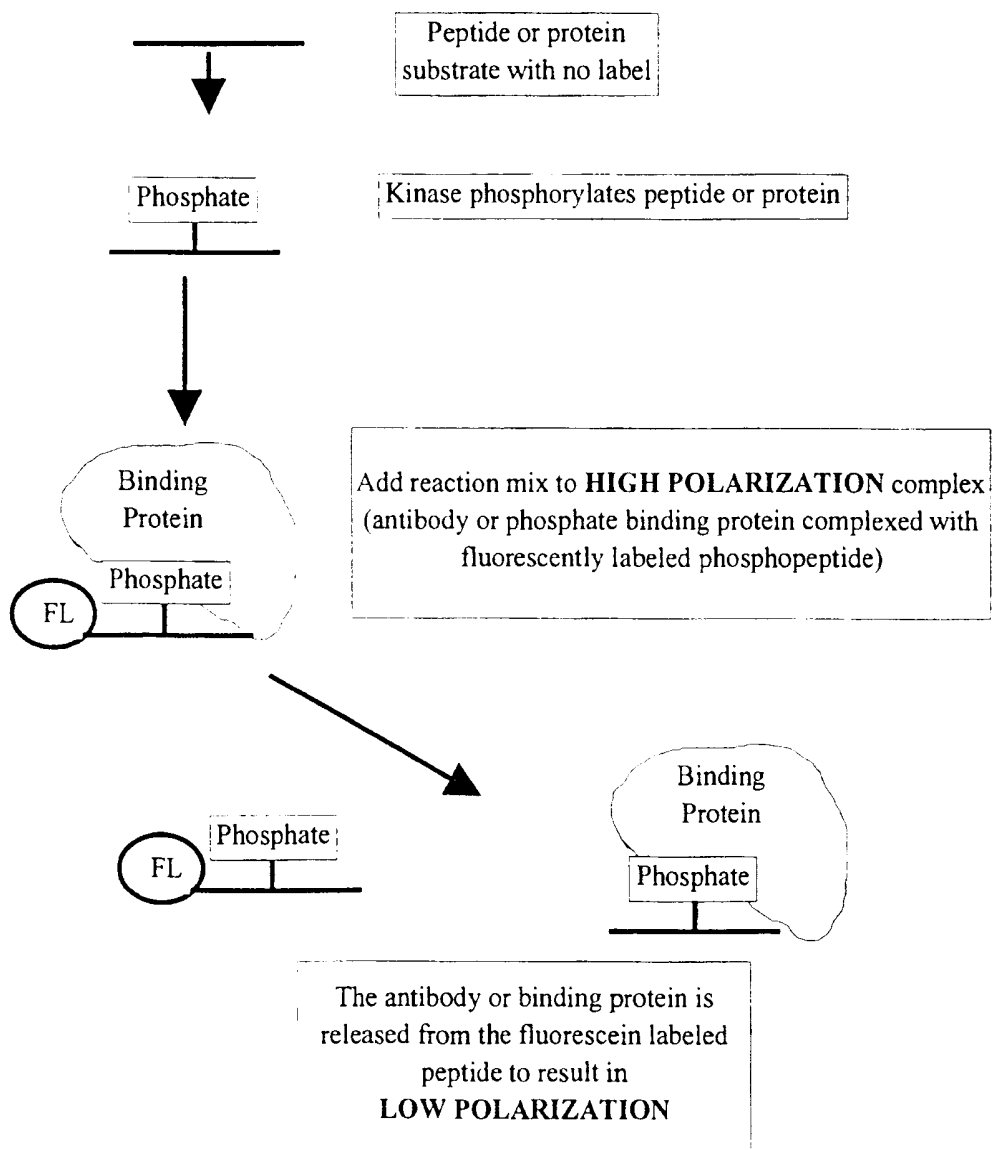 Peptide or protein
substrate with no label
Phosphate
Kinase phosphorylates peptide or protein
Binding
Protein
Phosphate
FL
Add reaction mix to HIGH POLARIZATION complex
(antibody or phosphate binding protein complexed with
fluorescently labeled phosphopeptide)
FL
Phosphate
Binding
Protein
Phosphate
The antibody or binding protein is
released from the fluorescein labeled
peptide to result in
LOW POLARIZATION